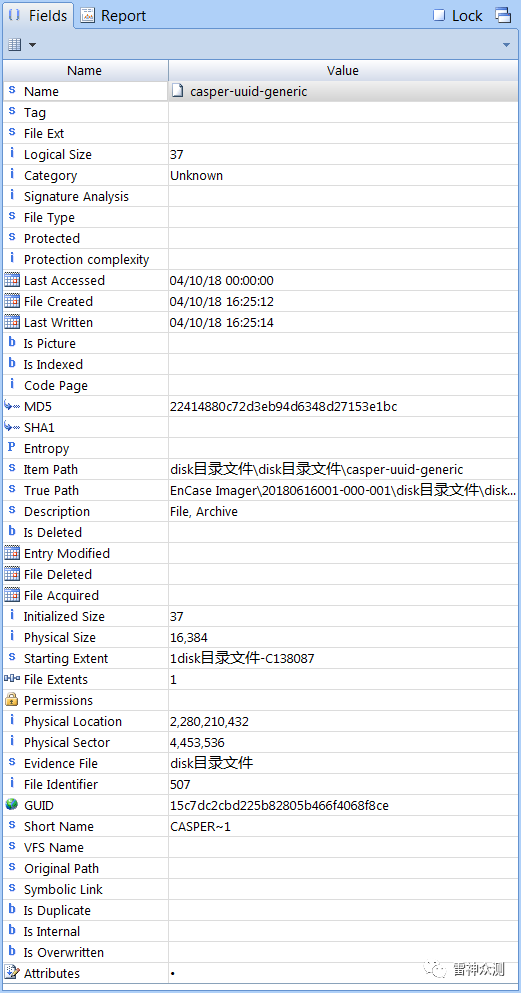 Fields Report Lock
Name Value
Name casper-uuid-generic
Tag
File Ext
Logical Size 37
Category Unknown
Signature Analysis
File Type
Protected
Protection complexity
Last Accessed 04/10/18 00:00:00
File Created 04/10/18 16:25:12
Last Written 04/10/18 16:25:14
Is Picture
Is Indexed
Code Page
MD5 22414880c72d3eb94d6348d27153e1bc
SHA1
Entropy
Item Path disk目录文件\disk目录文件\casper-uuid-generic
True Path EnCase Imager\20180616001-000-001\disk目录文件\disk...
Description File, Archive
Is Deleted
Entry Modified
File Deleted
File Acquired
Initialized Size 37
Physical Size 16,384
Starting Extent 1disk目录文件-C138087
File Extents 1
Permissions
Physical Location 2,280,210,432
Physical Sector 4,453,536
Evidence File disk目录文件
File Identifier 507
GUID 15c7dc2cbd225b82805b466f4068f8ce
Short Name CASPER~1
VFS Name
Original Path
Symbolic Link
Is Duplicate
Is Internal
Is Overwritten
Attributes •
雷神众测